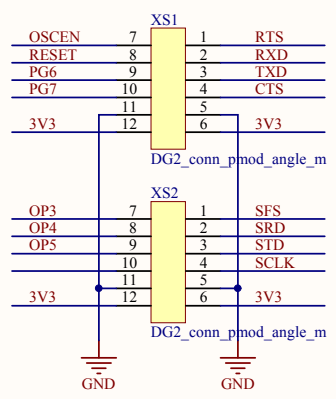 XS1
OSCEN 7 1 RTS
RESET 8 2 RXD
PG6 9 3 TXD
PG7 10 4 CTS
11 5
3V3 12 6 3V3
DG2_conn_pmod_angle_m
XS2
OP3 7 1 SFS
OP4 8 2 SRD
OP5 9 3 STD
10 4 SCLK
11 5
3V3 12 6 3V3
DG2_conn_pmod_angle_m
GND GND